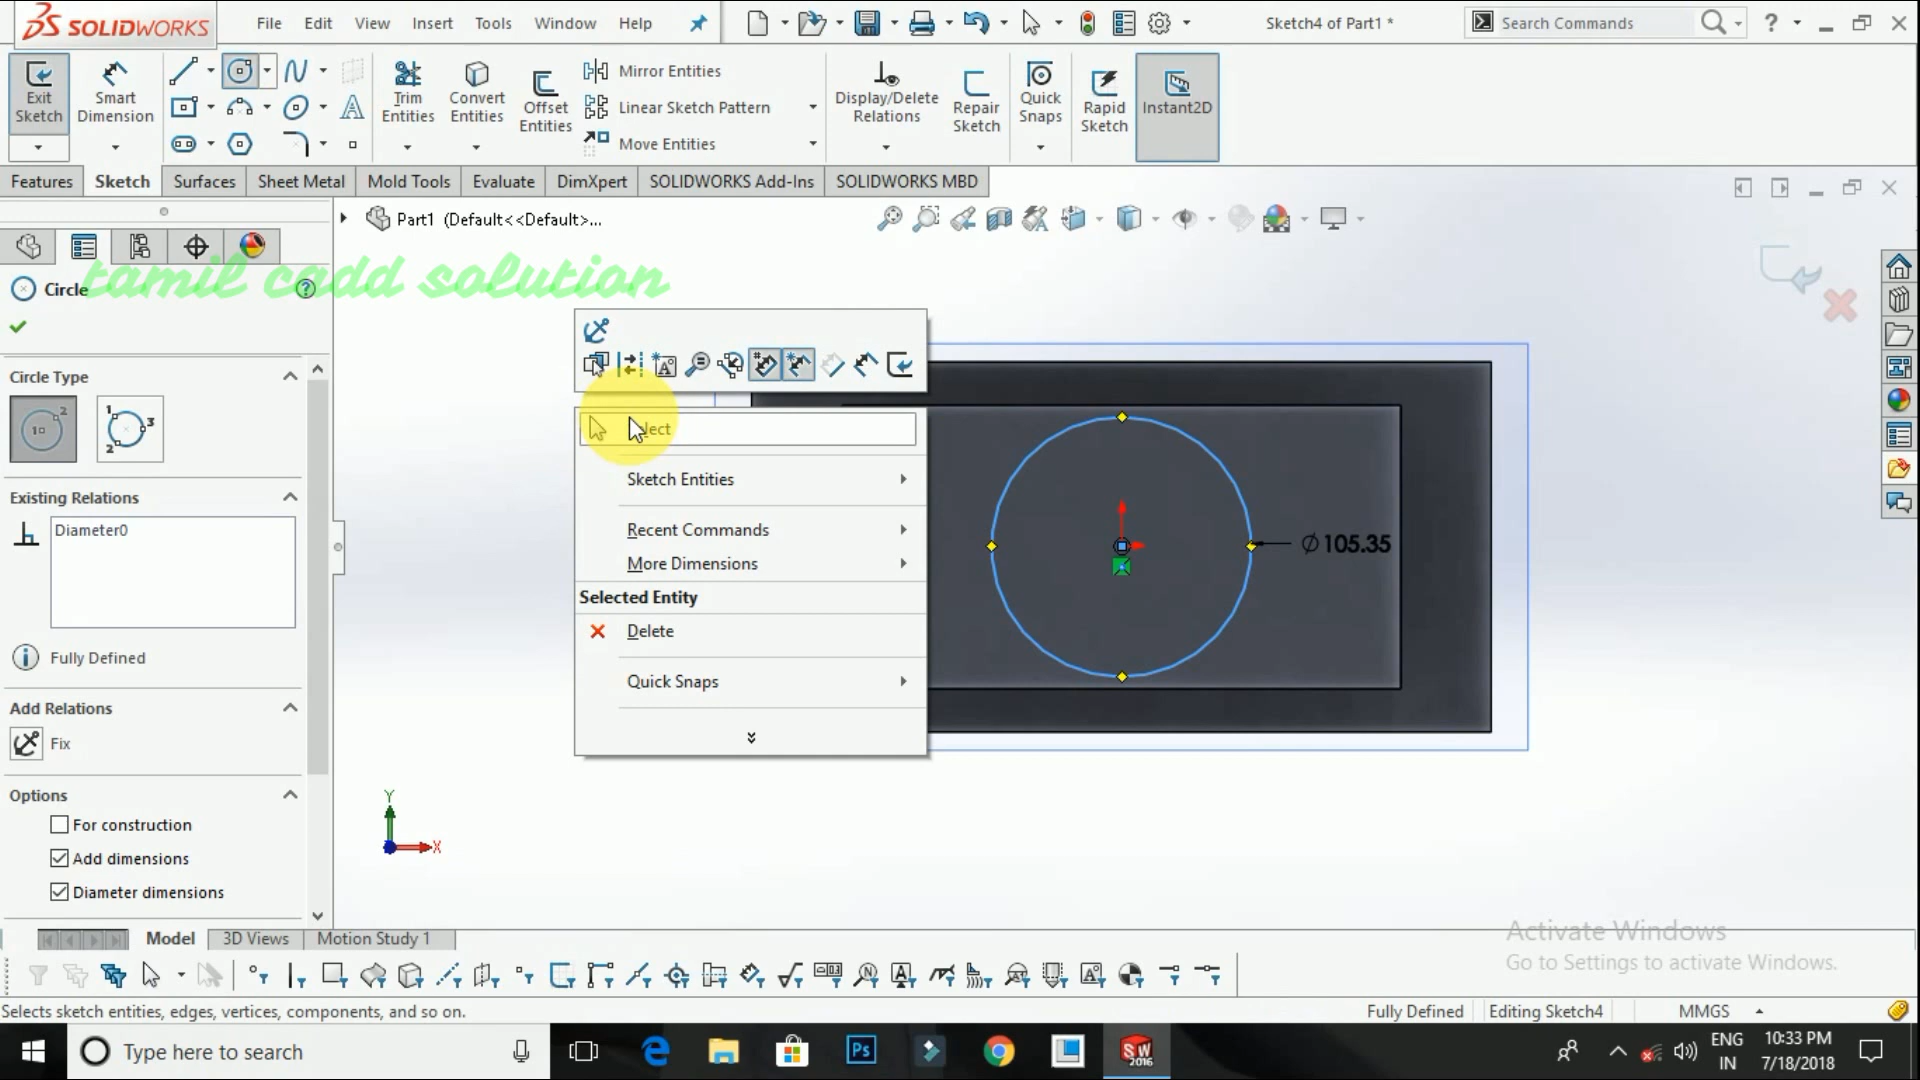 SOLIDWORKS File Edit View Insert Tools Window Help Sketch4 of Part1 * Search Commands
Exit Sketch
Smart Dimension
Trim Entities
Convert Entities
Offset Entities
Mirror Entities
Linear Sketch Pattern
Move Entities
Display/Delete Relations
Repair Sketch
Quick Snaps
Rapid Sketch
Instant2D
Features Sketch Surfaces Sheet Metal Mold Tools Evaluate DimXpert SOLIDWORKS Add-Ins SOLIDWORKS MBD
Part1 (Default<<Default>...
tamil cadd solution
Circle
Circle Type
Existing Relations
Diameter0
Fully Defined
Add Relations
Fix
Options
For construction
Add dimensions
Diameter dimensions
Sketch Entities
Recent Commands
More Dimensions
Selected Entity
Delete
Quick Snaps
Ø105.35
Y
X
Model 3D Views Motion Study 1
Activate Windows
Go to Settings to activate Windows.
Selects sketch entities, edges, vertices, components, and so on.
Fully Defined Editing Sketch4 MMGS
Type here to search
Ps
SW 2016
ENG
IN
10:33 PM
7/18/2018